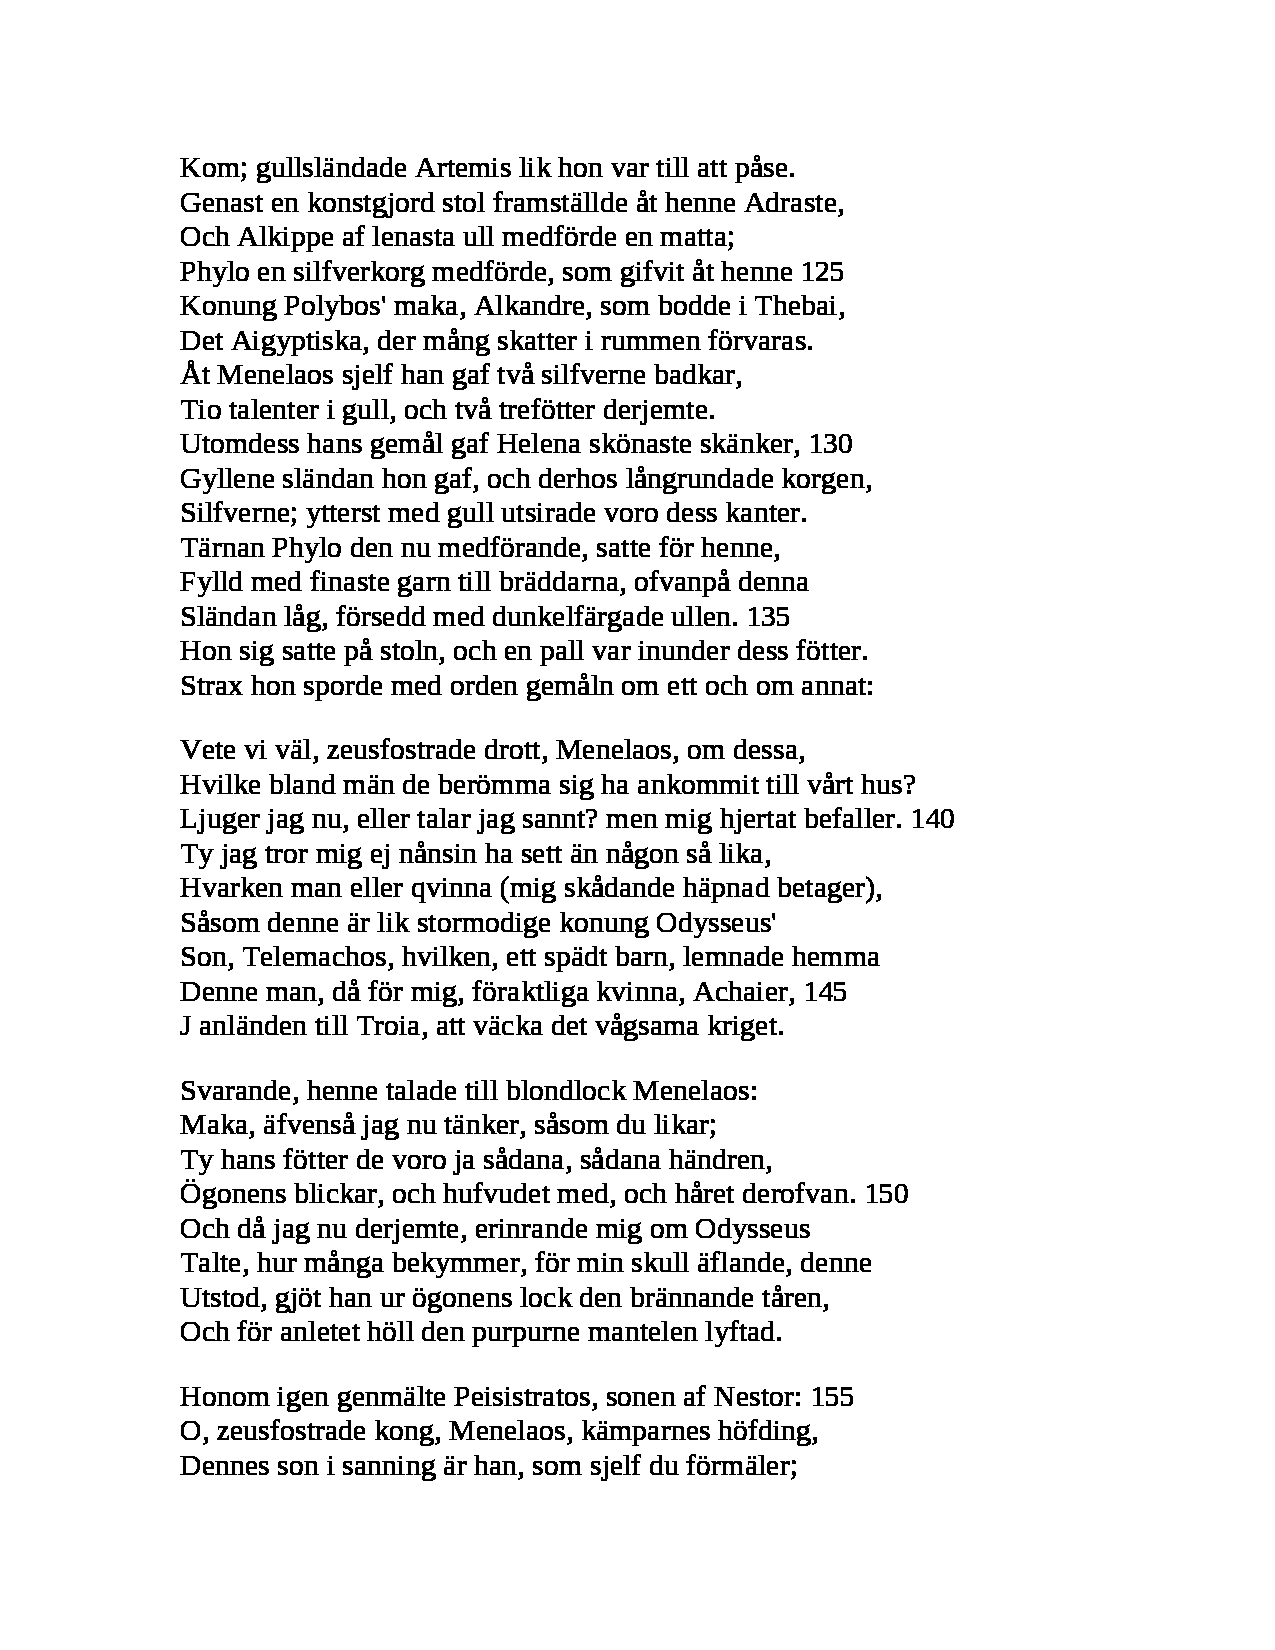 Kom; gullsländade Artemis lik hon var till att påse.
Genast en konstgjord stol framställde åt henne Adraste,
Och Alkippe af lenasta ull medförde en matta;
Phylo en silfverkorg medförde, som gifvit åt henne 125
Konung Polybos' maka, Alkandre, som bodde i Thebai,
Det Aigyptiska, der mång skatter i rummen förvaras.
Åt Menelaos sjelf han gaf två silfverne badkar,
Tio talenter i gull, och två trefötter derjemte.
Utomdess hans gemål gaf Helena skönaste skänker, 130
Gyllene sländan hon gaf, och derhos långrundade korgen,
Silfverne; ytterst med gull utsirade voro dess kanter.
Tärnan Phylo den nu medförande, satte för henne,
Fylld med finaste garn till bräddarna, ofvanpå denna
Sländan låg, försedd med dunkelfärgade ullen. 135
Hon sig satte på stoln, och en pall var inunder dess fötter.
Strax hon sporde med orden gemåln om ett och om annat:
Vete vi väl, zeusfostrade drott, Menelaos, om dessa,
Hvilke bland män de berömma sig ha ankommit till vårt hus?
Ljuger jag nu, eller talar jag sannt? men mig hjertat befaller. 140
Ty jag tror mig ej nånsin ha sett än någon så lika,
Hvarken man eller qvinna (mig skådande häpnad betager),
Såsom denne är lik stormodige konung Odysseus'
Son, Telemachos, hvilken, ett spädt barn, lemnade hemma
Denne man, då för mig, föraktliga kvinna, Achaier, 145
J anländen till Troia, att väcka det vågsama kriget.
Svarande, henne talade till blondlock Menelaos:
Maka, äfvenså jag nu tänker, såsom du likar;
Ty hans fötter de voro ja sådana, sådana händren,
Ögonens blickar, och hufvudet med, och håret derofvan. 150
Och då jag nu derjemte, erinrande mig om Odysseus
Talte, hur många bekymmer, för min skull äflande, denne
Utstod, gjöt han ur ögonens lock den brännande tåren,
Och för anletet höll den purpurne mantelen lyftad.
Honom igen genmälte Peisistratos, sonen af Nestor: 155
O, zeusfostrade kong, Menelaos, kämparnes höfding,
Dennes son i sanning är han, som sjelf du förmäler;